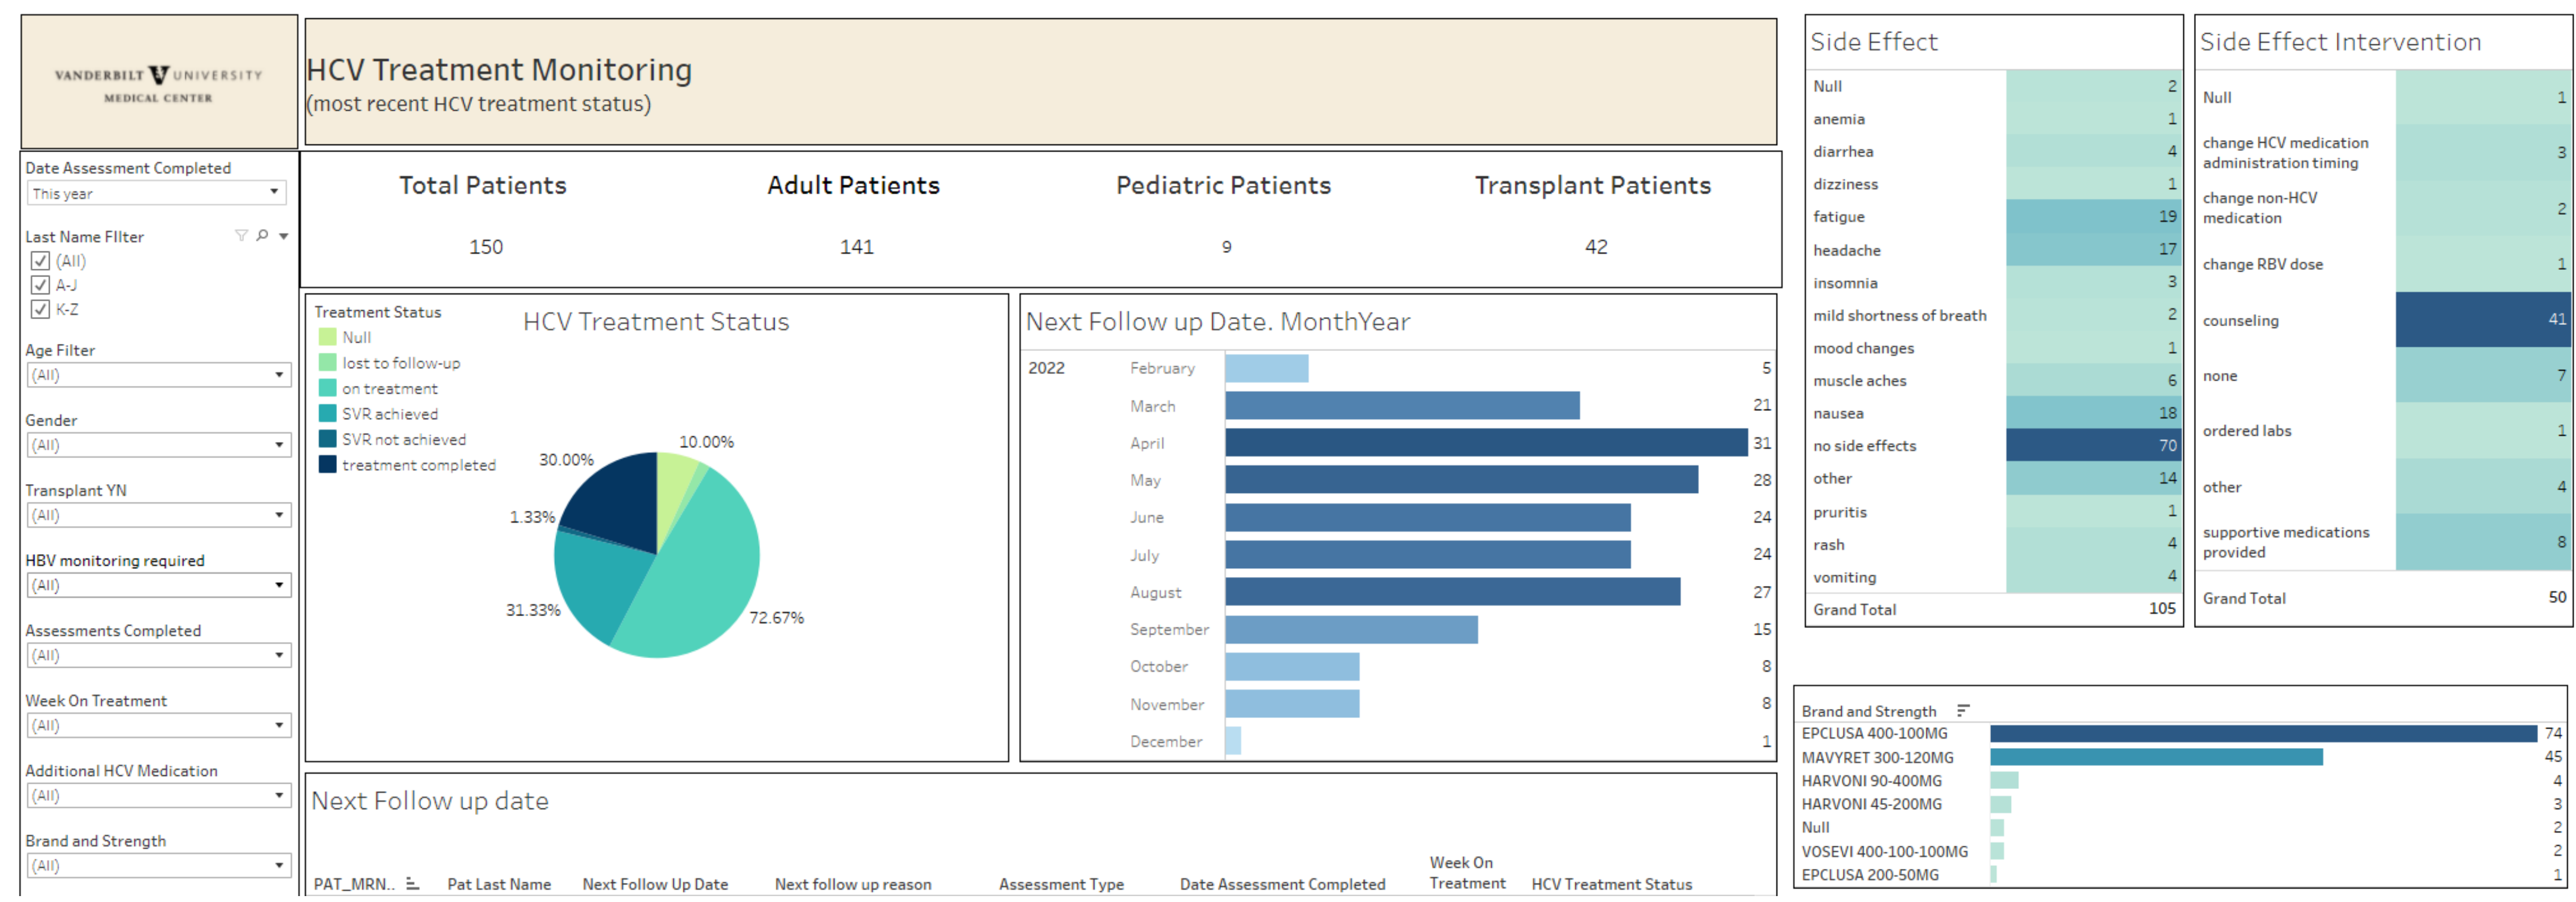 VANDERBILT V UNIVERSITY
MEDICAL CENTER
HCV Treatment Monitoring
(most recent HCV treatment status)
Date Assessment Completed
This year
Last Name FIlter
(All)
A-J
K-Z
Age Filter
(All)
Gender
(All)
Transplant YN
(All)
HBV monitoring required
(All)
Assessments Completed
(All)
Week On Treatment
(All)
Additional HCV Medication
(All)
Brand and Strength
(All)
Total Patients
150
Adult Patients
141
Pediatric Patients
9
Transplant Patients
42
Treatment Status
Null
lost to follow-up
on treatment
SVR achieved
SVR not achieved
treatment completed
HCV Treatment Status
10.00%
30.00%
1.33%
31.33%
72.67%
Next Follow up Date. MonthYear
2022 February 5
March 21
April 31
May 28
June 24
July 24
August 27
September 15
October 8
November 8
December 1
Next Follow up date
PAT_MRN.. Pat Last Name Next Follow Up Date Next follow up reason Assessment Type Date Assessment Completed Week On Treatment HCV Treatment Status
Side Effect
Null 2
anemia 1
diarrhea 4
dizziness 1
fatigue 19
headache 17
insomnia 3
mild shortness of breath 2
mood changes 1
muscle aches 6
nausea 18
no side effects 70
other 14
pruritis 1
rash 4
vomiting 4
Grand Total 105
Side Effect Intervention
Null 1
change HCV medication
administration timing 3
change non-HCV
medication 2
change RBV dose 1
counseling 41
none 7
ordered labs 1
other 4
supportive medications
provided 8
Grand Total 50
Brand and Strength
EPCLUSA 400-100MG 74
MAVYRET 300-120MG 45
HARVONI 90-400MG 4
HARVONI 45-200MG 3
Null 2
VOSEVI 400-100-100MG 2
EPCLUSA 200-50MG 1